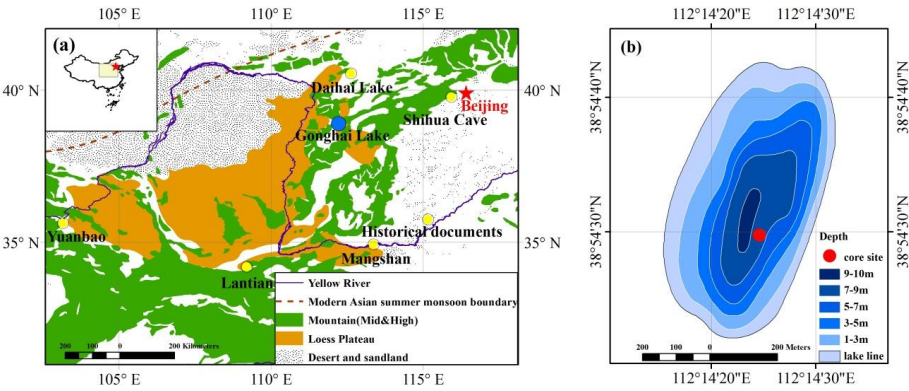 105° E
110° E
115° E
(a)
40° N
35° N
Daihai Lake
Beijing
Shihua Cave
Gonghai Lake
Historical documents
Yuanbao
Mangshan
Lantian
Yellow River
Modern Asian summer monsoon boundary
Mountain(Mid&High)
Loess Plateau
Desert and sandland
200 100 0 200 Kilometers
105° E
110° E
115° E
112°14'20"E
112°14'30"E
(b)
38°54'40"N
38°54'40"N
38°54'30"N
38°54'30"N
Depth
core site
9-10m
7-9m
5-7m
3-5m
1-3m
lake line
200 100 0 200 Meters
112°14'20"E
112°14'30"E